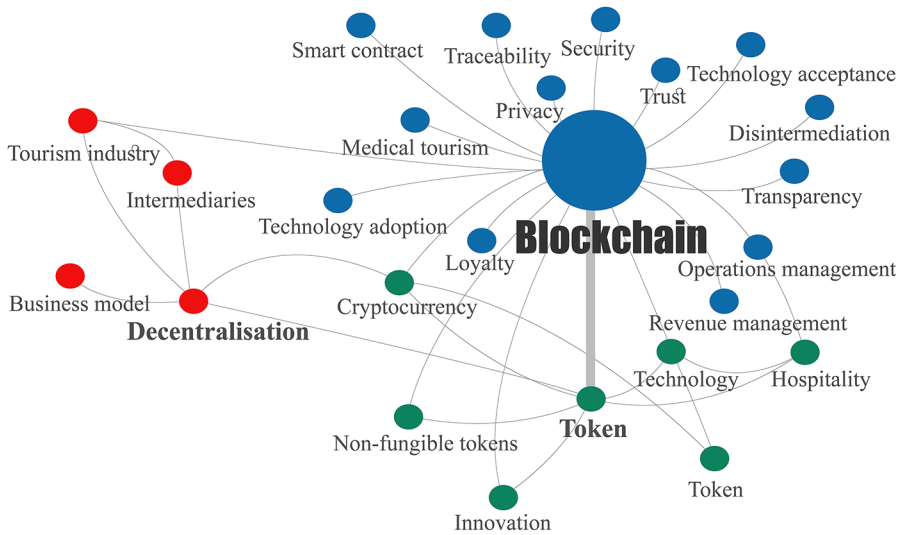 Smart contract
Traceability
Security
Technology acceptance
Privacy
Trust
Disintermediation
Tourism industry
Medical tourism
Intermediaries
Transparency
Technology adoption
Blockchain
Loyalty
Operations management
Business model
Cryptocurrency
Decentralisation
Revenue management
Technology
Hospitality
Token
Non-fungible tokens
Token
Innovation